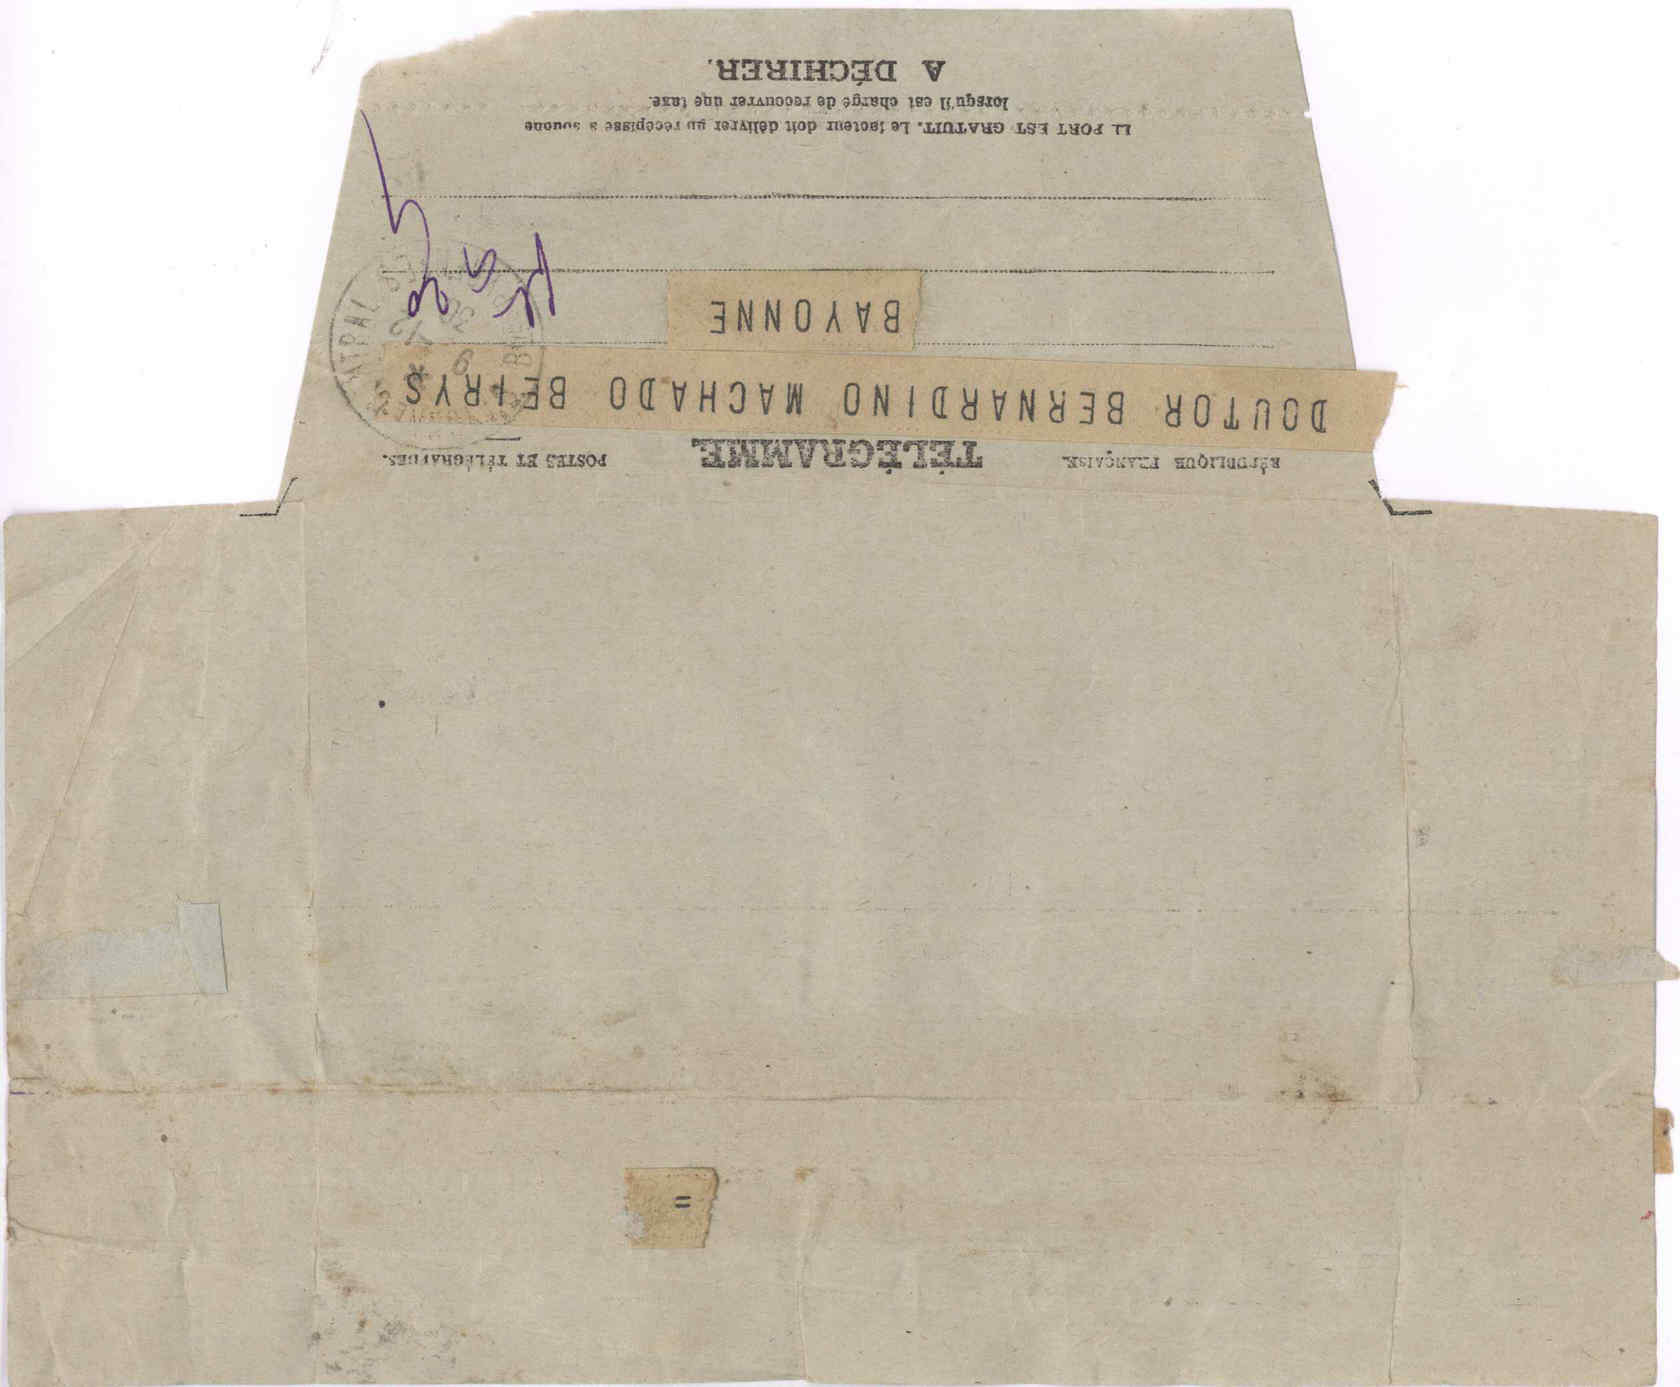 RÉPUBLIQUE FRANÇAISE. TÉLÉGRAMME. POSTES ET TÉLÉGRAPHES.
DOUTOR BERNARDINO MACHADO BEIRYS
BAYONNE
LE PORT EST GRATUIT. Le facteur doit délivrer un récépissé à souche
lorsqu'il est chargé de recouvrer une taxe.
A DÉCHIRER.
=